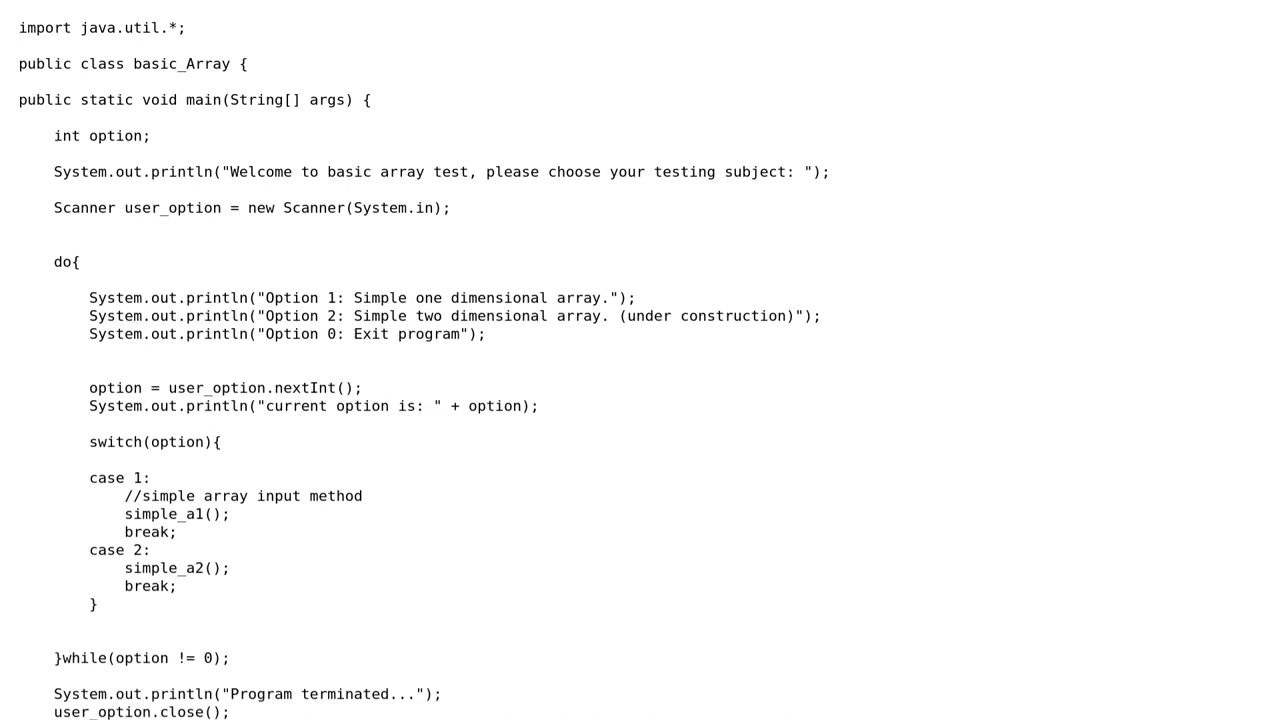 import java.util.*;
public class basic_Array {
public static void main(String[] args) {
int option;
System.out.println("Welcome to basic array test, please choose your testing subject: ");
Scanner user_option = new Scanner(System.in);
do{
System.out.println("Option 1: Simple one dimensional array.");
System.out.println("Option 2: Simple two dimensional array. (under construction)");
System.out.println("Option 0: Exit program");
option = user_option.nextInt();
System.out.println("current option is: " + option);
switch(option){
case 1:
//simple array input method
simple_a1();
break;
case 2:
simple_a2();
break;
}
}while(option != 0);
System.out.println("Program terminated...");
user_option.close();